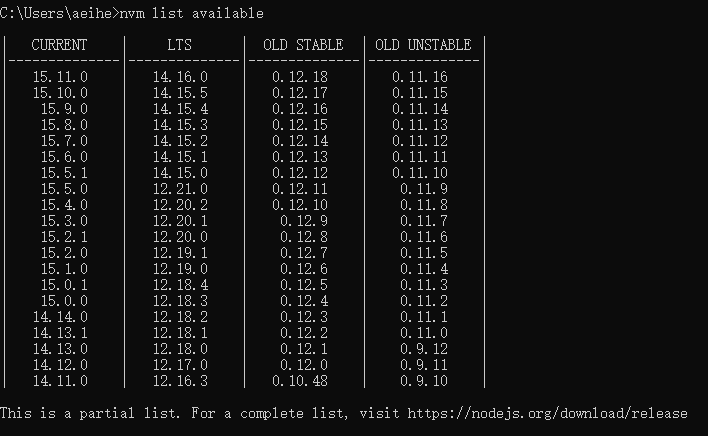 C:\Users\aeihe>nvm list available
|   CURRENT    |     LTS      |  OLD STABLE  | OLD UNSTABLE |
|--------------|--------------|--------------|--------------|
|   15.11.0    |   14.16.0    |   0.12.18    |   0.11.16    |
|   15.10.0    |   14.15.5    |   0.12.17    |   0.11.15    |
|    15.9.0    |   14.15.4    |   0.12.16    |   0.11.14    |
|    15.8.0    |   14.15.3    |   0.12.15    |   0.11.13    |
|    15.7.0    |   14.15.2    |   0.12.14    |   0.11.12    |
|    15.6.0    |   14.15.1    |   0.12.13    |   0.11.11    |
|    15.5.1    |   14.15.0    |   0.12.12    |   0.11.10    |
|    15.5.0    |   12.21.0    |   0.12.11    |    0.11.9    |
|    15.4.0    |   12.20.2    |   0.12.10    |    0.11.8    |
|    15.3.0    |   12.20.1    |    0.12.9    |    0.11.7    |
|    15.2.1    |   12.20.0    |    0.12.8    |    0.11.6    |
|    15.2.0    |   12.19.1    |    0.12.7    |    0.11.5    |
|    15.1.0    |   12.19.0    |    0.12.6    |    0.11.4    |
|    15.0.1    |   12.18.4    |    0.12.5    |    0.11.3    |
|    15.0.0    |   12.18.3    |    0.12.4    |    0.11.2    |
|   14.14.0    |   12.18.2    |    0.12.3    |    0.11.1    |
|   14.13.1    |   12.18.1    |    0.12.2    |    0.11.0    |
|   14.13.0    |   12.18.0    |    0.12.1    |    0.9.12    |
|   14.12.0    |   12.17.0    |    0.12.0    |    0.9.11    |
|   14.11.0    |   12.16.3    |   0.10.48    |    0.9.10    |
This is a partial list. For a complete list, visit https://nodejs.org/download/release